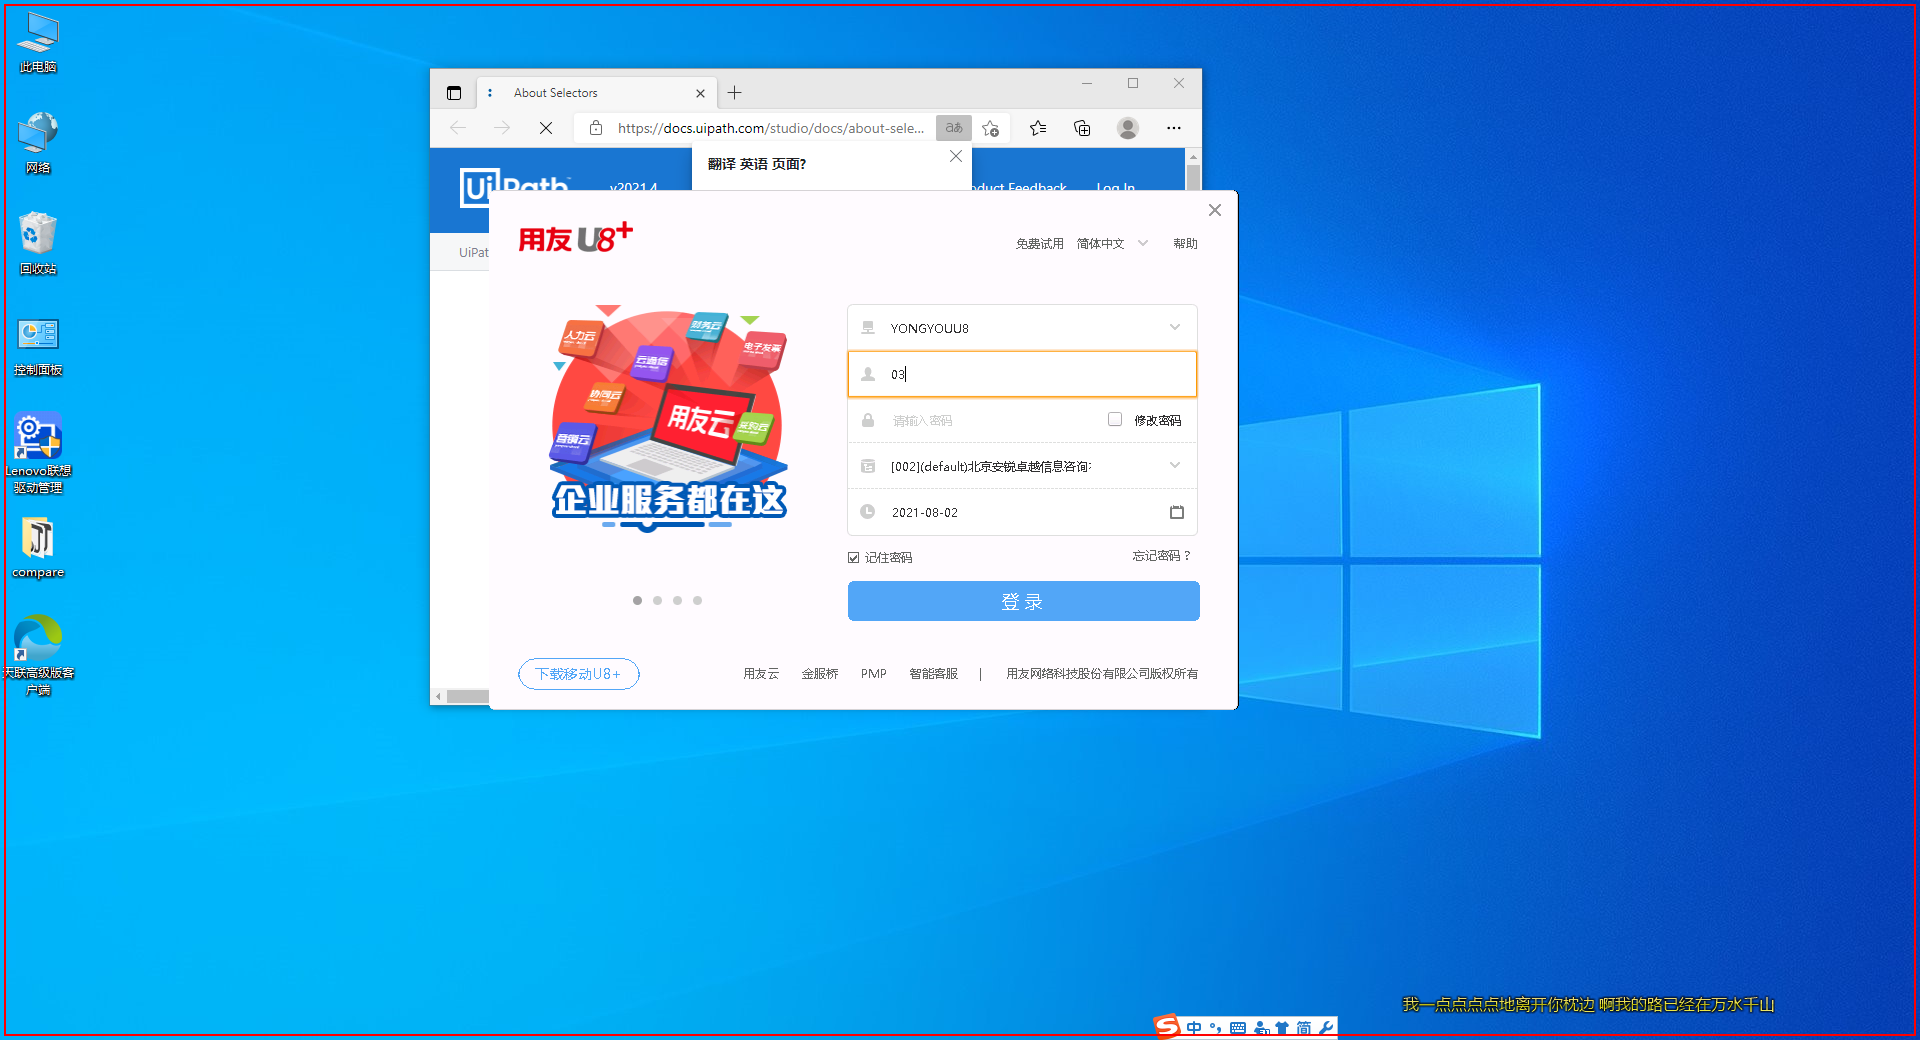 此电脑
网络
回收站
控制面板
Lenovo联想
驱动管理
compare
天联高级版客
户端
About Selectors
https://docs.uipath.com/studio/docs/about-sele...
翻译 英语 页面?
UiPath
v2021.4
oduct Feedback
Log In
UiPat
用友 U8+
免费试用 简体中文 帮助
人力云
财务云
电子发票
云通信
协同云
用友云
采购云
营销云
企业服务都在这
YONGYOUU8
03
请输入密码
修改密码
[002](default)北京安锐卓越信息咨询
2021-08-02
记住密码
忘记密码?
登录
下载移动U8+
用友云 金服桥 PMP 智能客服 | 用友网络科技股份有限公司版权所有
我一点点点点地离开你枕边 啊我的路已经在万水千山
S 中 简